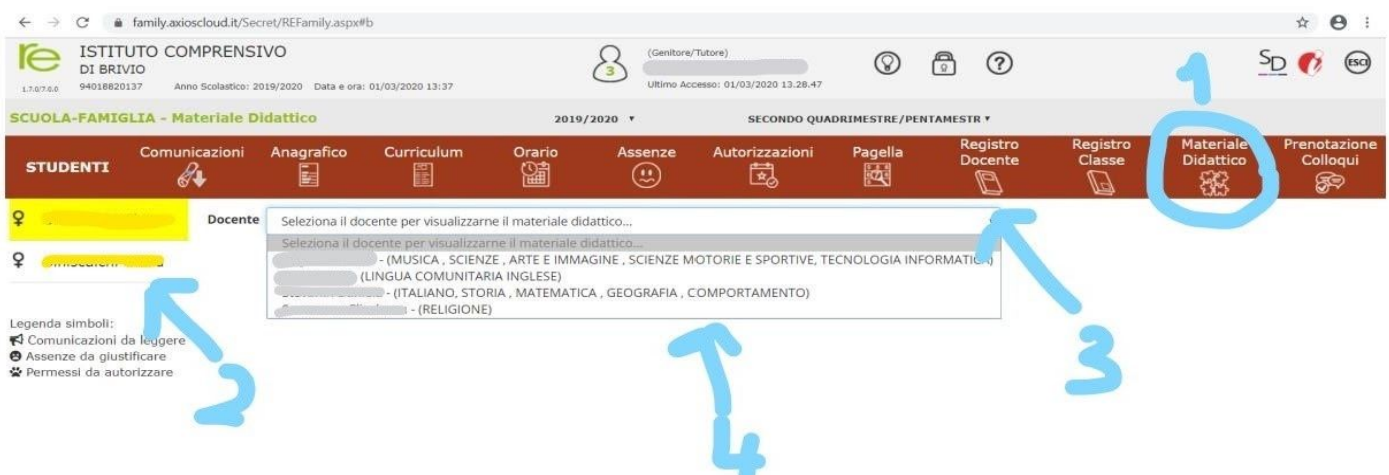 family.axioscloud.it/Secret/REFamily.aspx#b
re
ISTITUTO COMPRENSIVO
DI BRIVIO
1.7.0/7.6.0 94018820137 Anno Scolastico: 2019/2020 Data e ora: 01/03/2020 13:37
3
(Genitore/Tutore)
Ultimo Accesso: 01/03/2020 13.28.47
SD
ESCI
SCUOLA-FAMIGLIA - Materiale Didattico 2019/2020 SECONDO QUADRIMESTRE/PENTAMESTR
1
STUDENTI
Comunicazioni
Anagrafico
Curriculum
Orario
Assenze
Autorizzazioni
Pagella
Registro
Docente
Registro
Classe
Materiale
Didattico
Prenotazione
Colloqui
Docente
Seleziona il docente per visualizzarne il materiale didattico...
Seleziona il docente per visualizzarne il materiale didattico...
- (MUSICA , SCIENZE , ARTE E IMMAGINE , SCIENZE MOTORIE E SPORTIVE, TECNOLOGIA INFORMATICA)
(LINGUA COMUNITARIA INGLESE)
- (ITALIANO, STORIA , MATEMATICA , GEOGRAFIA , COMPORTAMENTO)
- (RELIGIONE)
Legenda simboli:
Comunicazioni da leggere
Assenze da giustificare
Permessi da autorizzare
2
3
4